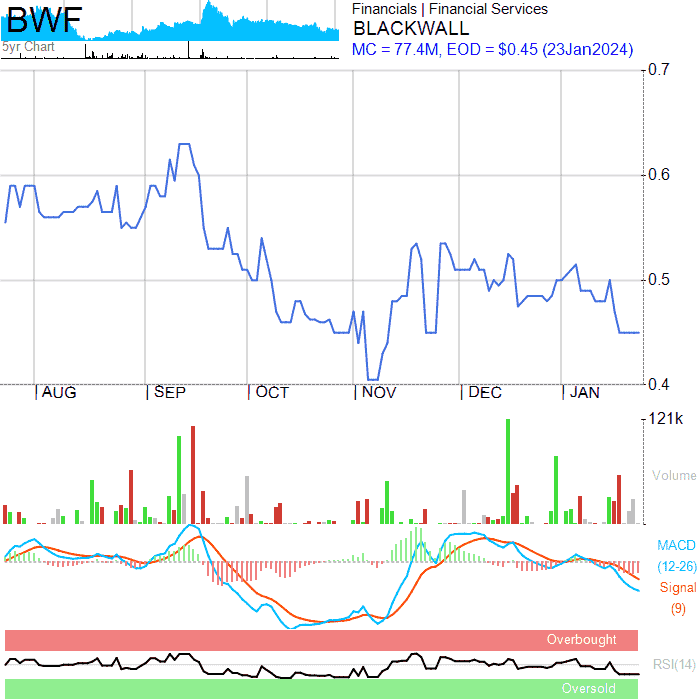 BWF
5yr Chart
Financials | Financial Services
BLACKWALL
MC = 77.4M, EOD = $0.45 (23Jan2024)
0.7
0.6
0.5
0.4
AUG
SEP
OCT
NOV
DEC
JAN
121k
Volume
MACD
(12-26)
Signal
(9)
Overbought
RSI(14)
Oversold